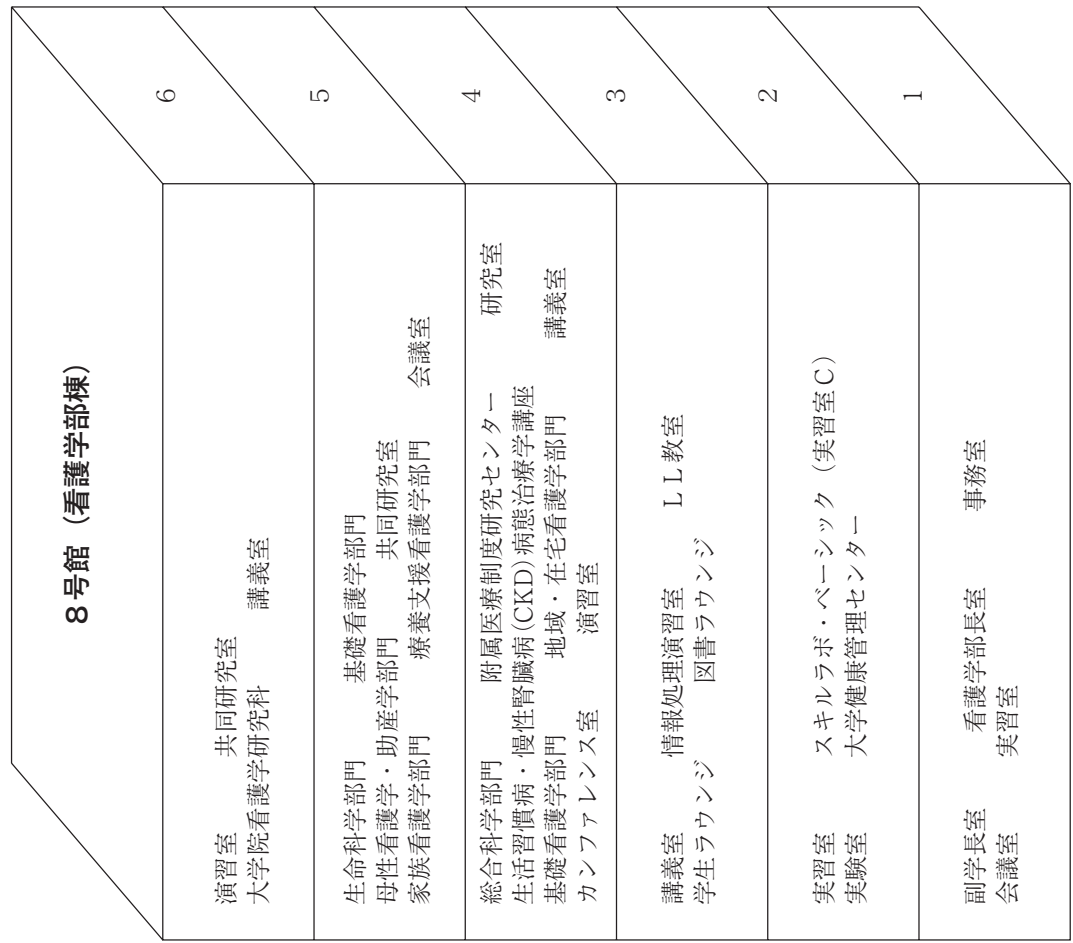 8号館（看護学部棟）
6
演習室　共同研究室
大学院看護学研究科　講義室
5
生命科学部門　基礎看護学部門
母性看護学・助産学部門　共同研究室
家族看護学部門　療養支援看護学部門　会議室
4
総合科学部門　附属医療制度研究センター　研究室
生活習慣病・慢性腎臓病(CKD)病態治療学講座
基礎看護学部門　地域・在宅看護学部門　講義室
カンファレンス室　演習室
3
講義室　情報処理演習室　ＬＬ教室
学生ラウンジ　図書ラウンジ
2
実習室　スキルラボ・ベーシック（実習室Ｃ）
実験室　大学健康管理センター
1
副学長室　看護学部長室　事務室
会議室　実習室